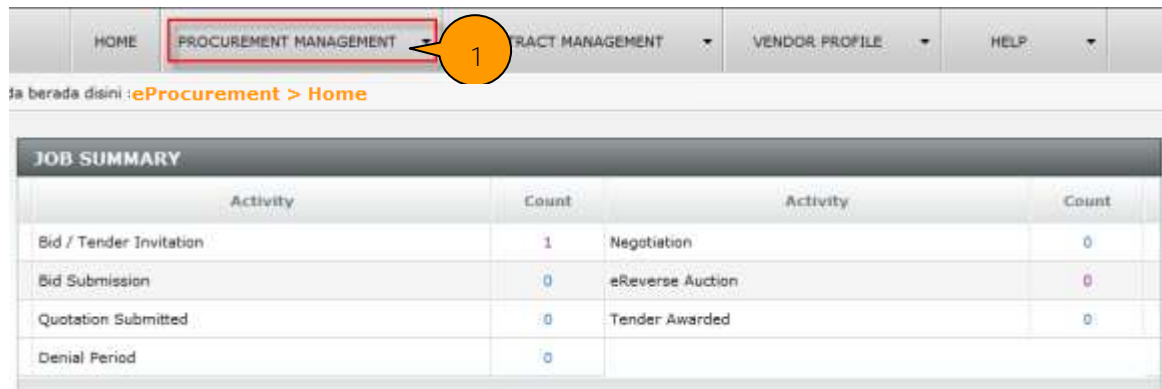 HOME PROCUREMENT MANAGEMENT 1 TRACT MANAGEMENT VENDOR PROFILE HELP
da berada disini :eProcurement > Home
JOB SUMMARY
Activity Count Activity Count
Bid / Tender Invitation 1 Negotiation 0
Bid Submission 0 eReverse Auction 0
Quotation Submitted 0 Tender Awarded 0
Denial Period 0